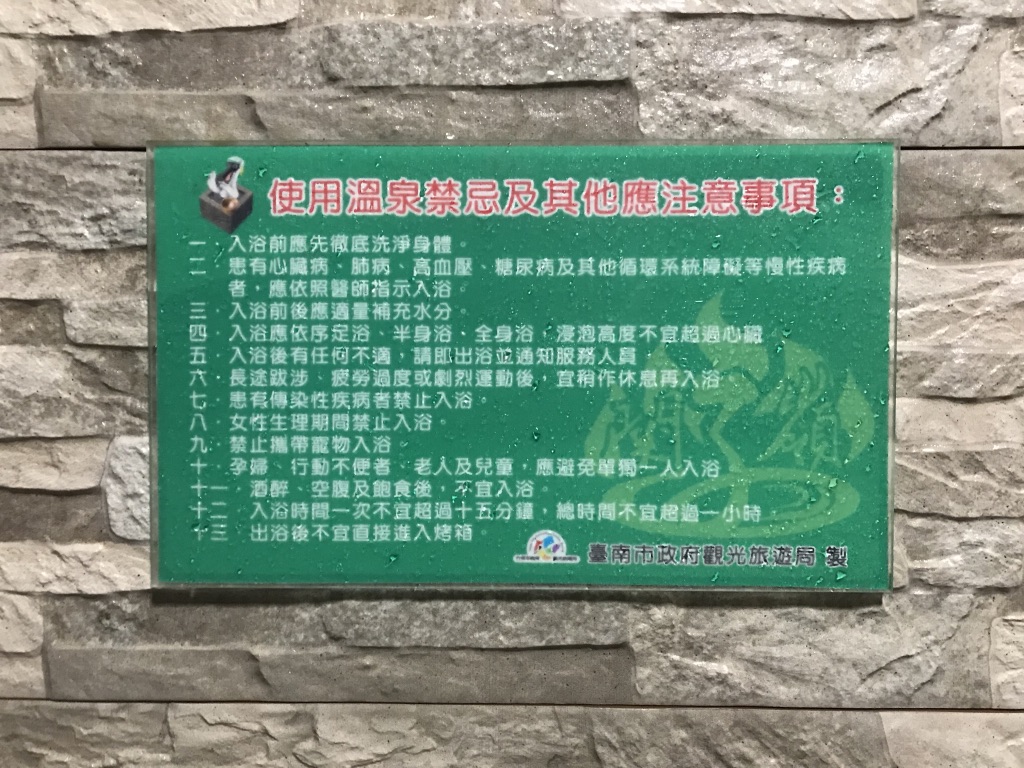 使用溫泉禁忌及其他應注意事項：
一．入浴前應先徹底洗淨身體。
二．患有心臟病、肺病、高血壓、糖尿病及其他循環系統障礙等慢性疾病
者，應依照醫師指示入浴。
三．入浴前後應適量補充水分。
四．入浴應依序足浴、半身浴、全身浴，浸泡高度不宜超過心臟
五．入浴後有任何不適，請即出浴並通知服務人員
六．長途跋涉、疲勞過度或劇烈運動後，宜稍作休息再入浴
七．患有傳染性疾病者禁止入浴。
八．女性生理期間禁止入浴。
九．禁止攜帶寵物入浴。
十．孕婦、行動不便者、老人及兒童，應避免單獨一人入浴
十一．酒醉、空腹及飽食後，不宜入浴。
十二．入浴時間一次不宜超過十五分鐘，總時間不宜超過一小時
十三．出浴後不宜直接進入烤箱。
臺南市政府觀光旅遊局 製